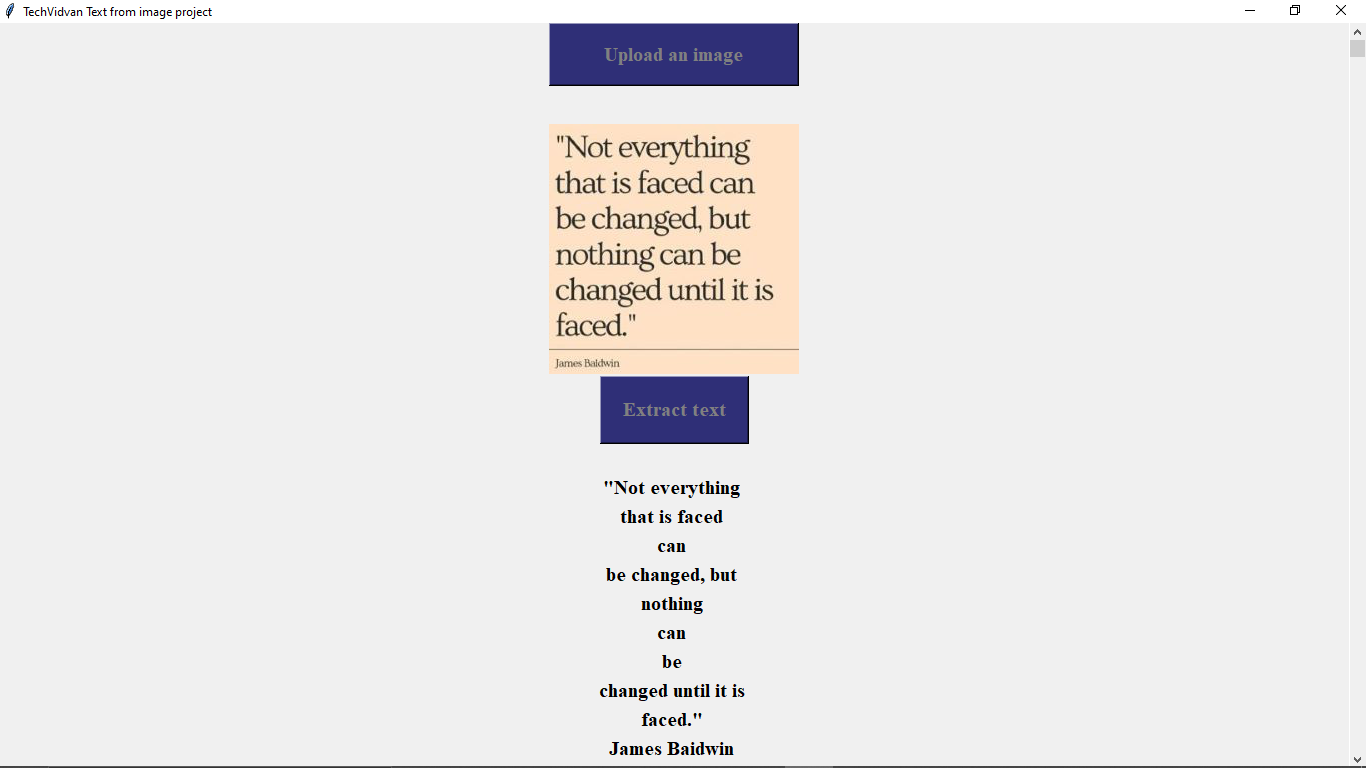 TechVidvan Text from image project
Upload an image
"Not everything
that is faced can
be changed, but
nothing can be
changed until it is
faced."
James Baldwin
Extract text
"Not everything
that is faced
can
be changed, but
nothing
can
be
changed until it is
faced."
James Baidwin